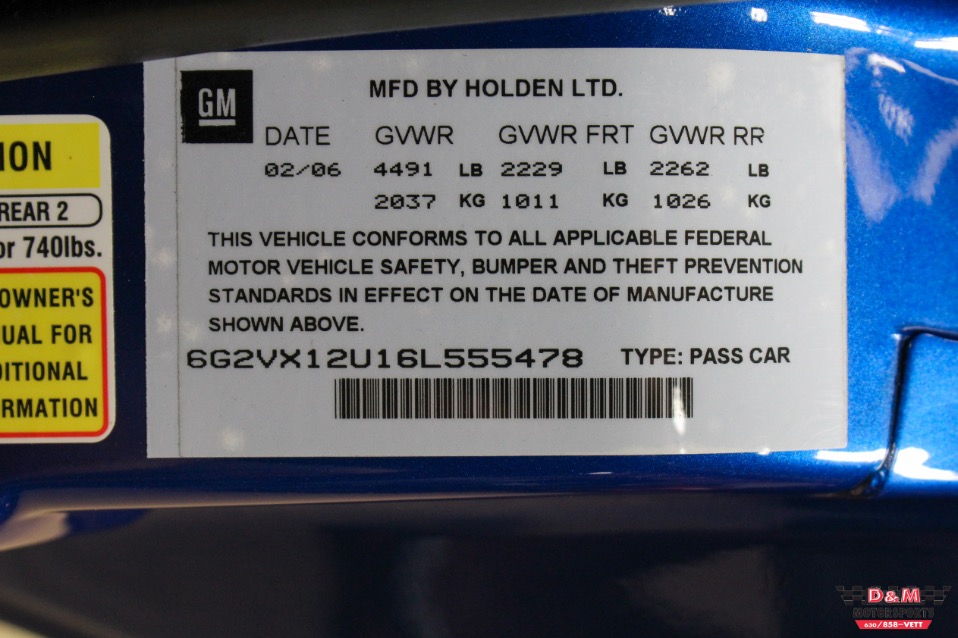 ION
REAR 2
or 740lbs.
OWNER'S
UAL FOR
DITIONAL
RMATION
GM
MFD BY HOLDEN LTD.
DATE GVWR GVWR FRT GVWR RR
02/06 4491 LB 2229 LB 2262 LB
2037 KG 1011 KG 1026 KG
THIS VEHICLE CONFORMS TO ALL APPLICABLE FEDERAL
MOTOR VEHICLE SAFETY, BUMPER AND THEFT PREVENTION
STANDARDS IN EFFECT ON THE DATE OF MANUFACTURE
SHOWN ABOVE.
6G2VX12U16L555478 TYPE: PASS CAR
D&M
MOTORSPORTS
630/858-VETT